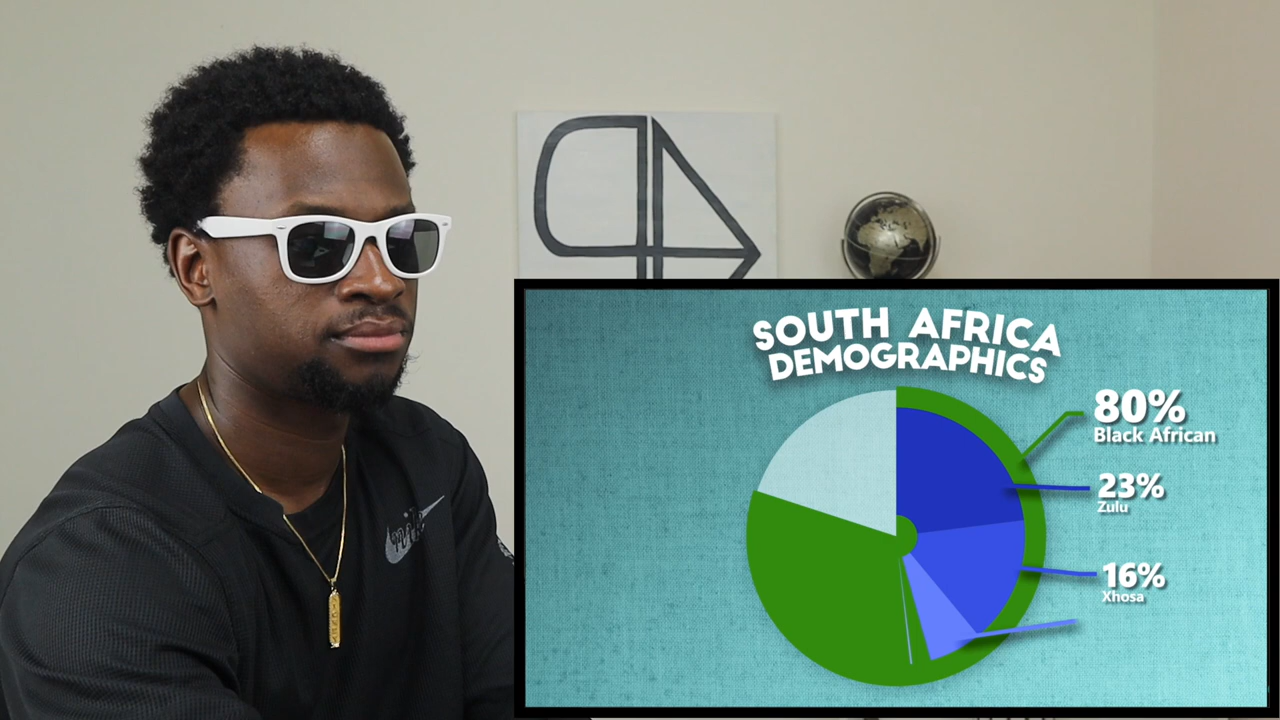 SOUTH AFRICA
DEMOGRAPHICS
80%
Black African
23%
Zulu
16%
Xhosa